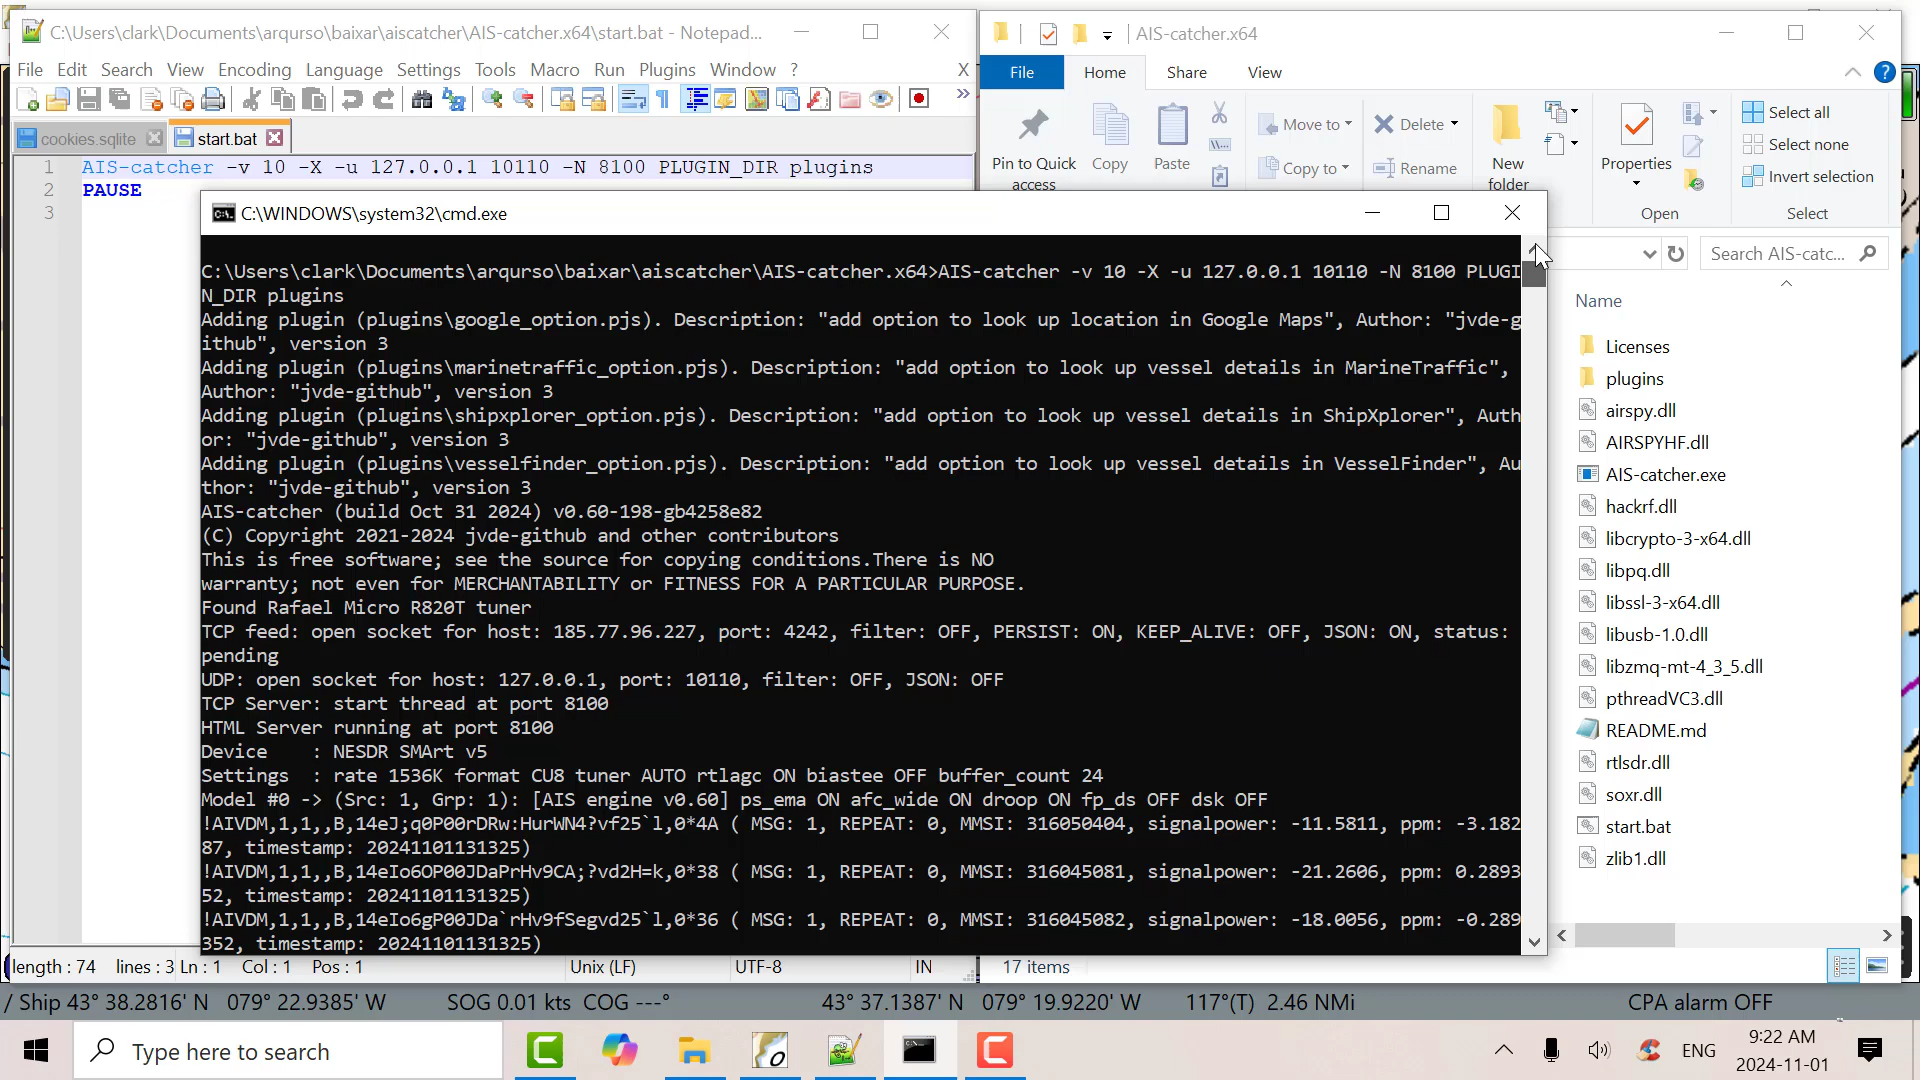 C:\Users\clark\Documents\arqurso\baixar\aiscatcher\AIS-catcher.x64\start.bat - Notepad...
File Edit Search View Encoding Language Settings Tools Macro Run Plugins Window ? X
cookies.sqlite start.bat
1 AIS-catcher -v 10 -X -u 127.0.0.1 10110 -N 8100 PLUGIN_DIR plugins
2 PAUSE
3
AIS-catcher.x64
File Home Share View
Pin to Quick access
Copy
Paste
Move to
Copy to
Delete
Rename
New folder
Properties
Open
Select all
Select none
Invert selection
Select
Search AIS-catc...
Name
Licenses
plugins
airspy.dll
AIRSPYHF.dll
AIS-catcher.exe
hackrf.dll
libcrypto-3-x64.dll
libpq.dll
libssl-3-x64.dll
libusb-1.0.dll
libzmq-mt-4_3_5.dll
pthreadVC3.dll
README.md
rtlsdr.dll
soxr.dll
start.bat
zlib1.dll
17 items
C:\WINDOWS\system32\cmd.exe
C:\Users\clark\Documents\arqurso\baixar\aiscatcher\AIS-catcher.x64>AIS-catcher -v 10 -X -u 127.0.0.1 10110 -N 8100 PLUGI
N_DIR plugins
Adding plugin (plugins\google_option.pjs). Description: "add option to look up location in Google Maps", Author: "jvde-g
ithub", version 3
Adding plugin (plugins\marinetraffic_option.pjs). Description: "add option to look up vessel details in MarineTraffic",
Author: "jvde-github", version 3
Adding plugin (plugins\shipxplorer_option.pjs). Description: "add option to look up vessel details in ShipXplorer", Auth
or: "jvde-github", version 3
Adding plugin (plugins\vesselfinder_option.pjs). Description: "add option to look up vessel details in VesselFinder", Au
thor: "jvde-github", version 3
AIS-catcher (build Oct 31 2024) v0.60-198-gb4258e82
(C) Copyright 2021-2024 jvde-github and other contributors
This is free software; see the source for copying conditions.There is NO
warranty; not even for MERCHANTABILITY or FITNESS FOR A PARTICULAR PURPOSE.
Found Rafael Micro R820T tuner
TCP feed: open socket for host: 185.77.96.227, port: 4242, filter: OFF, PERSIST: ON, KEEP_ALIVE: OFF, JSON: ON, status:
pending
UDP: open socket for host: 127.0.0.1, port: 10110, filter: OFF, JSON: OFF
TCP Server: start thread at port 8100
HTML Server running at port 8100
Device    : NESDR SMArt v5
Settings  : rate 1536K format CU8 tuner AUTO rtlagc ON biastee OFF buffer_count 24
Model #0 -> (Src: 1, Grp: 1): [AIS engine v0.60] ps_ema ON afc_wide ON droop ON fp_ds OFF dsk OFF
!AIVDM,1,1,,B,14eJ;q0P00rDRw:HurWN4?vf25`l,0*4A ( MSG: 1, REPEAT: 0, MMSI: 316050404, signalpower: -11.5811, ppm: -3.182
87, timestamp: 20241101131325)
!AIVDM,1,1,,B,14eIo6OP00JDaPrHv9CA;?vd2H=k,0*38 ( MSG: 1, REPEAT: 0, MMSI: 316045081, signalpower: -21.2606, ppm: 0.2893
52, timestamp: 20241101131325)
!AIVDM,1,1,,B,14eIo6gP00JDa`rHv9fSegvd25`l,0*36 ( MSG: 1, REPEAT: 0, MMSI: 316045082, signalpower: -18.0056, ppm: -0.289
352, timestamp: 20241101131325)
length : 74 lines : 3 Ln : 1 Col : 1 Pos : 1 Unix (LF) UTF-8 IN
/ Ship 43° 38.2816' N 079° 22.9385' W SOG 0.01 kts COG ---° 43° 37.1387' N 079° 19.9220' W 117°(T) 2.46 NMi CPA alarm OFF
Type here to search
ENG
9:22 AM
2024-11-01